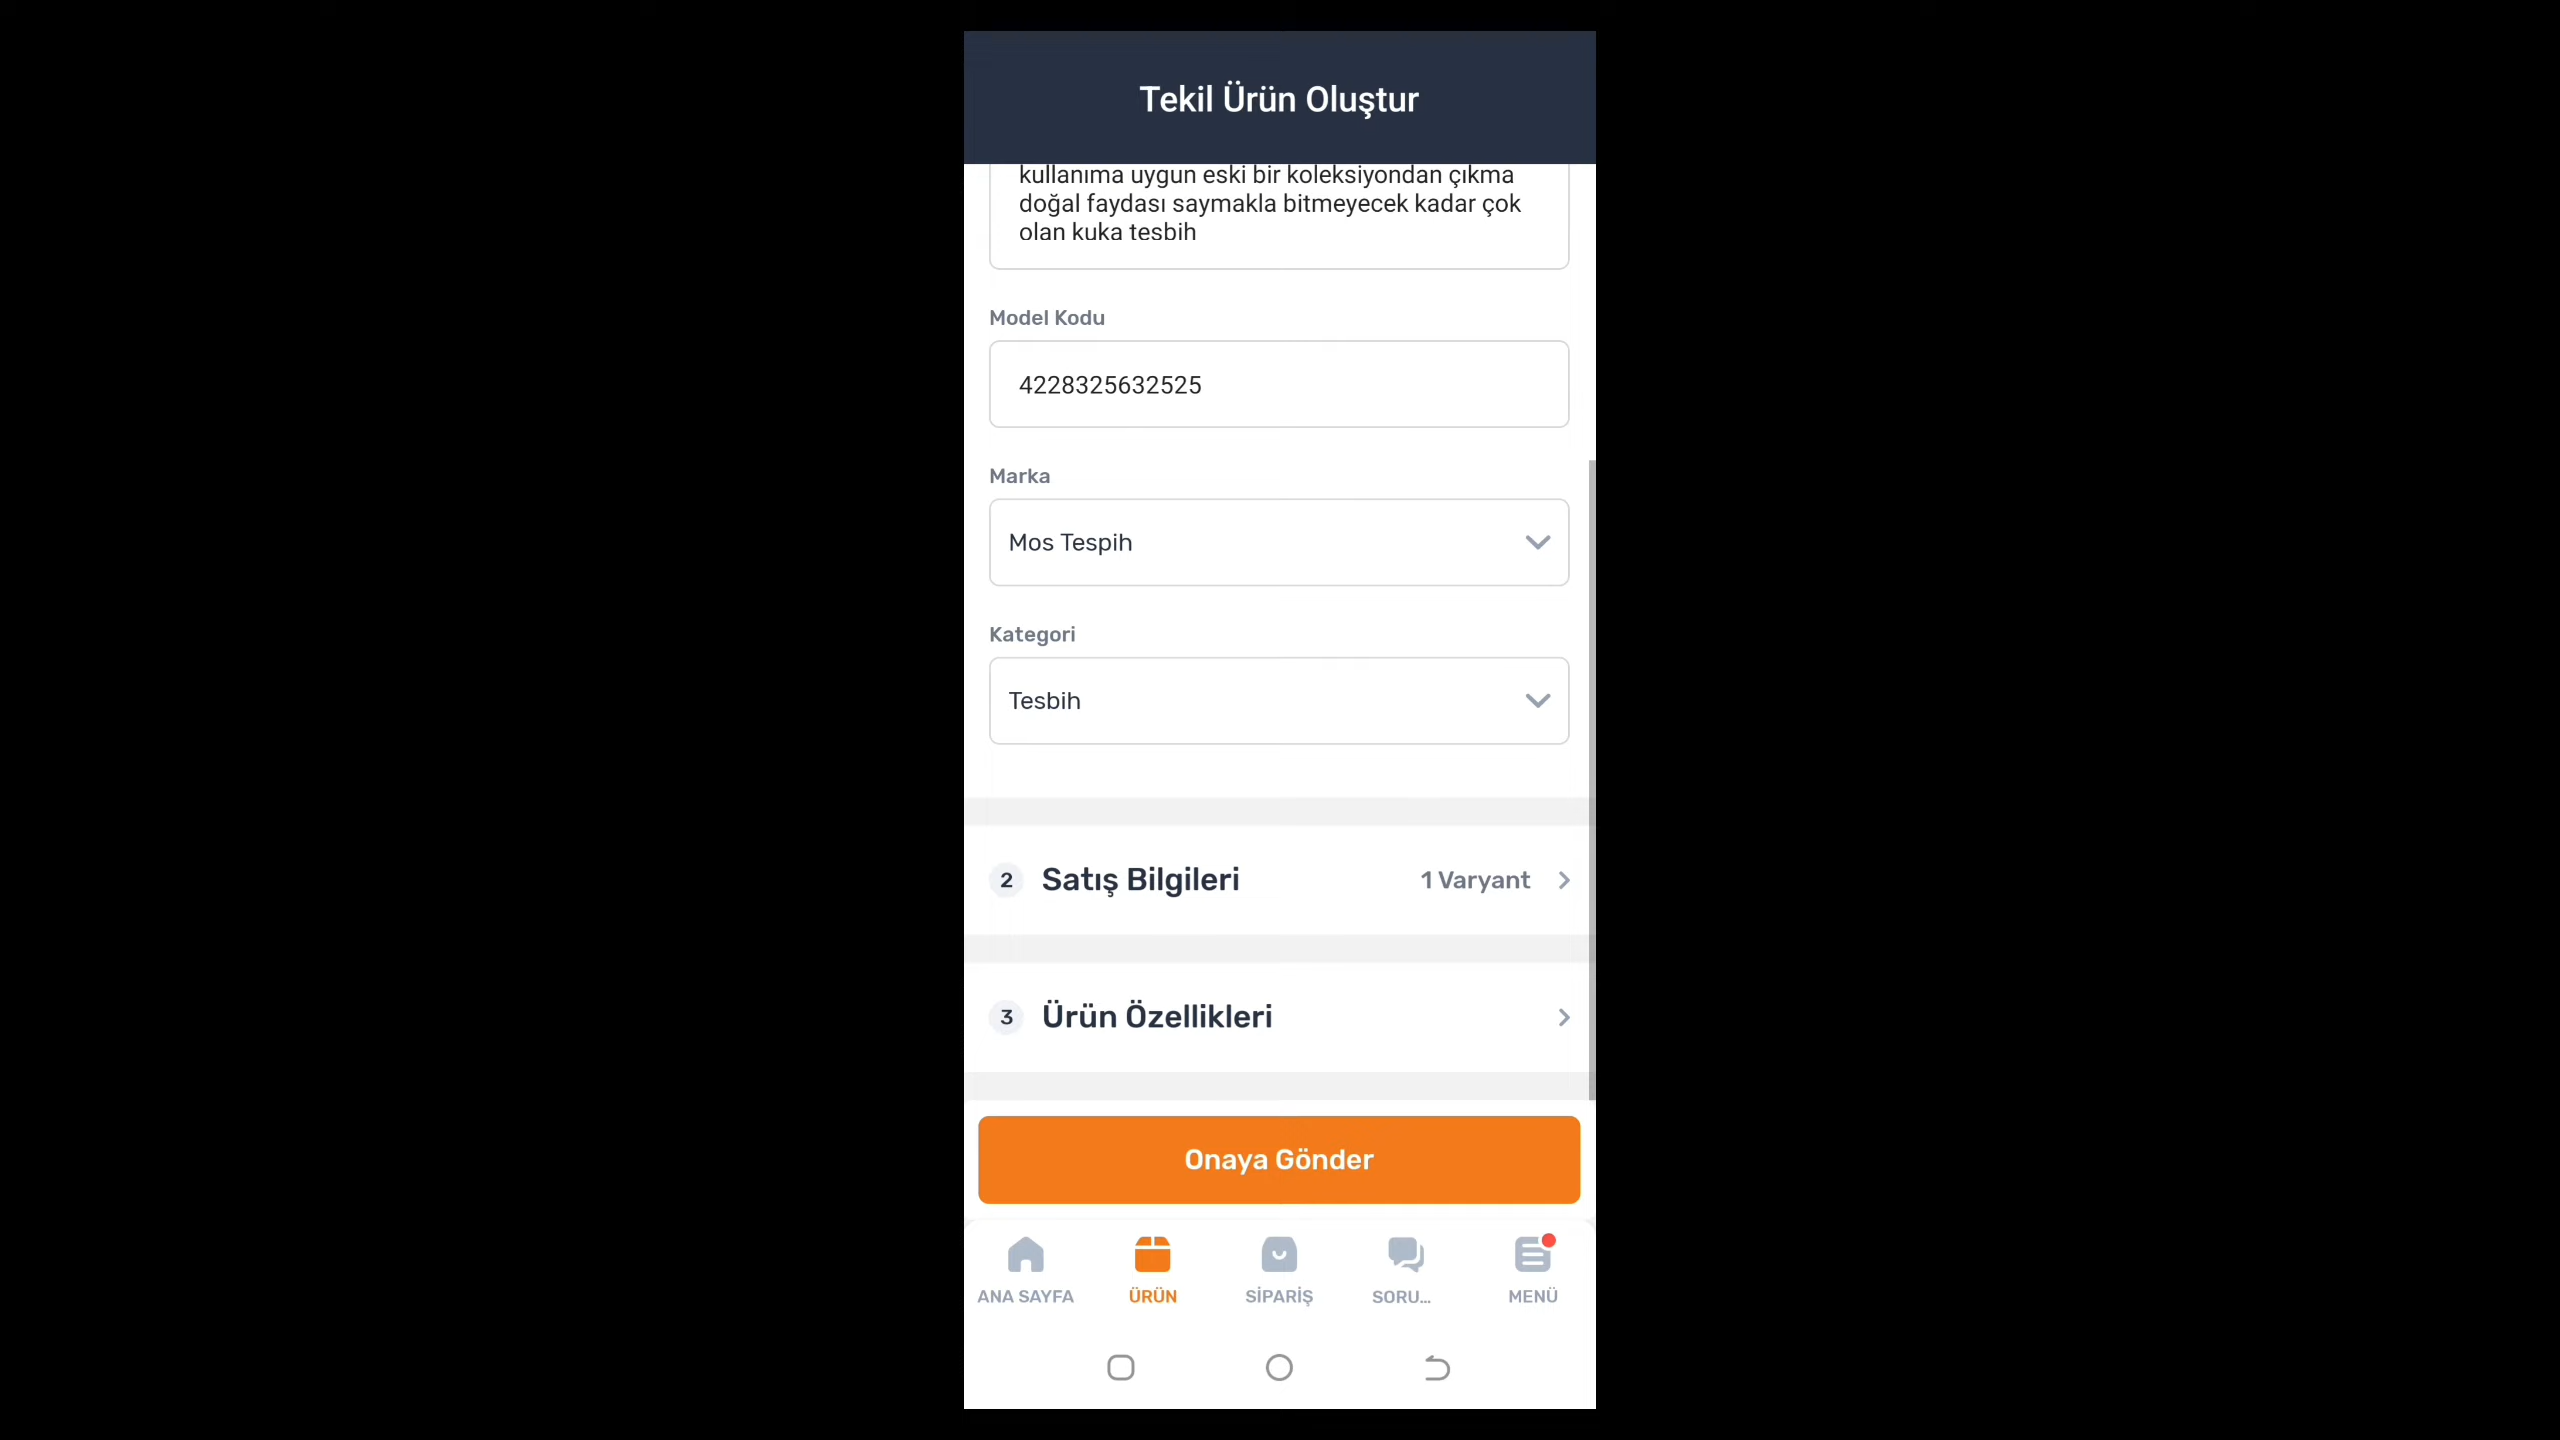 Tekil Ürün Oluştur
kullanıma uygun eski bir koleksiyondan çıkma
doğal faydası saymakla bitmeyecek kadar çok
olan kuka tesbih
Model Kodu
4228325632525
Marka
Mos Tespih
Kategori
Tesbih
2 Satış Bilgileri 1 Varyant
3 Ürün Özellikleri
Onaya Gönder
ANA SAYFA ÜRÜN SİPARİŞ SORU... MENÜ